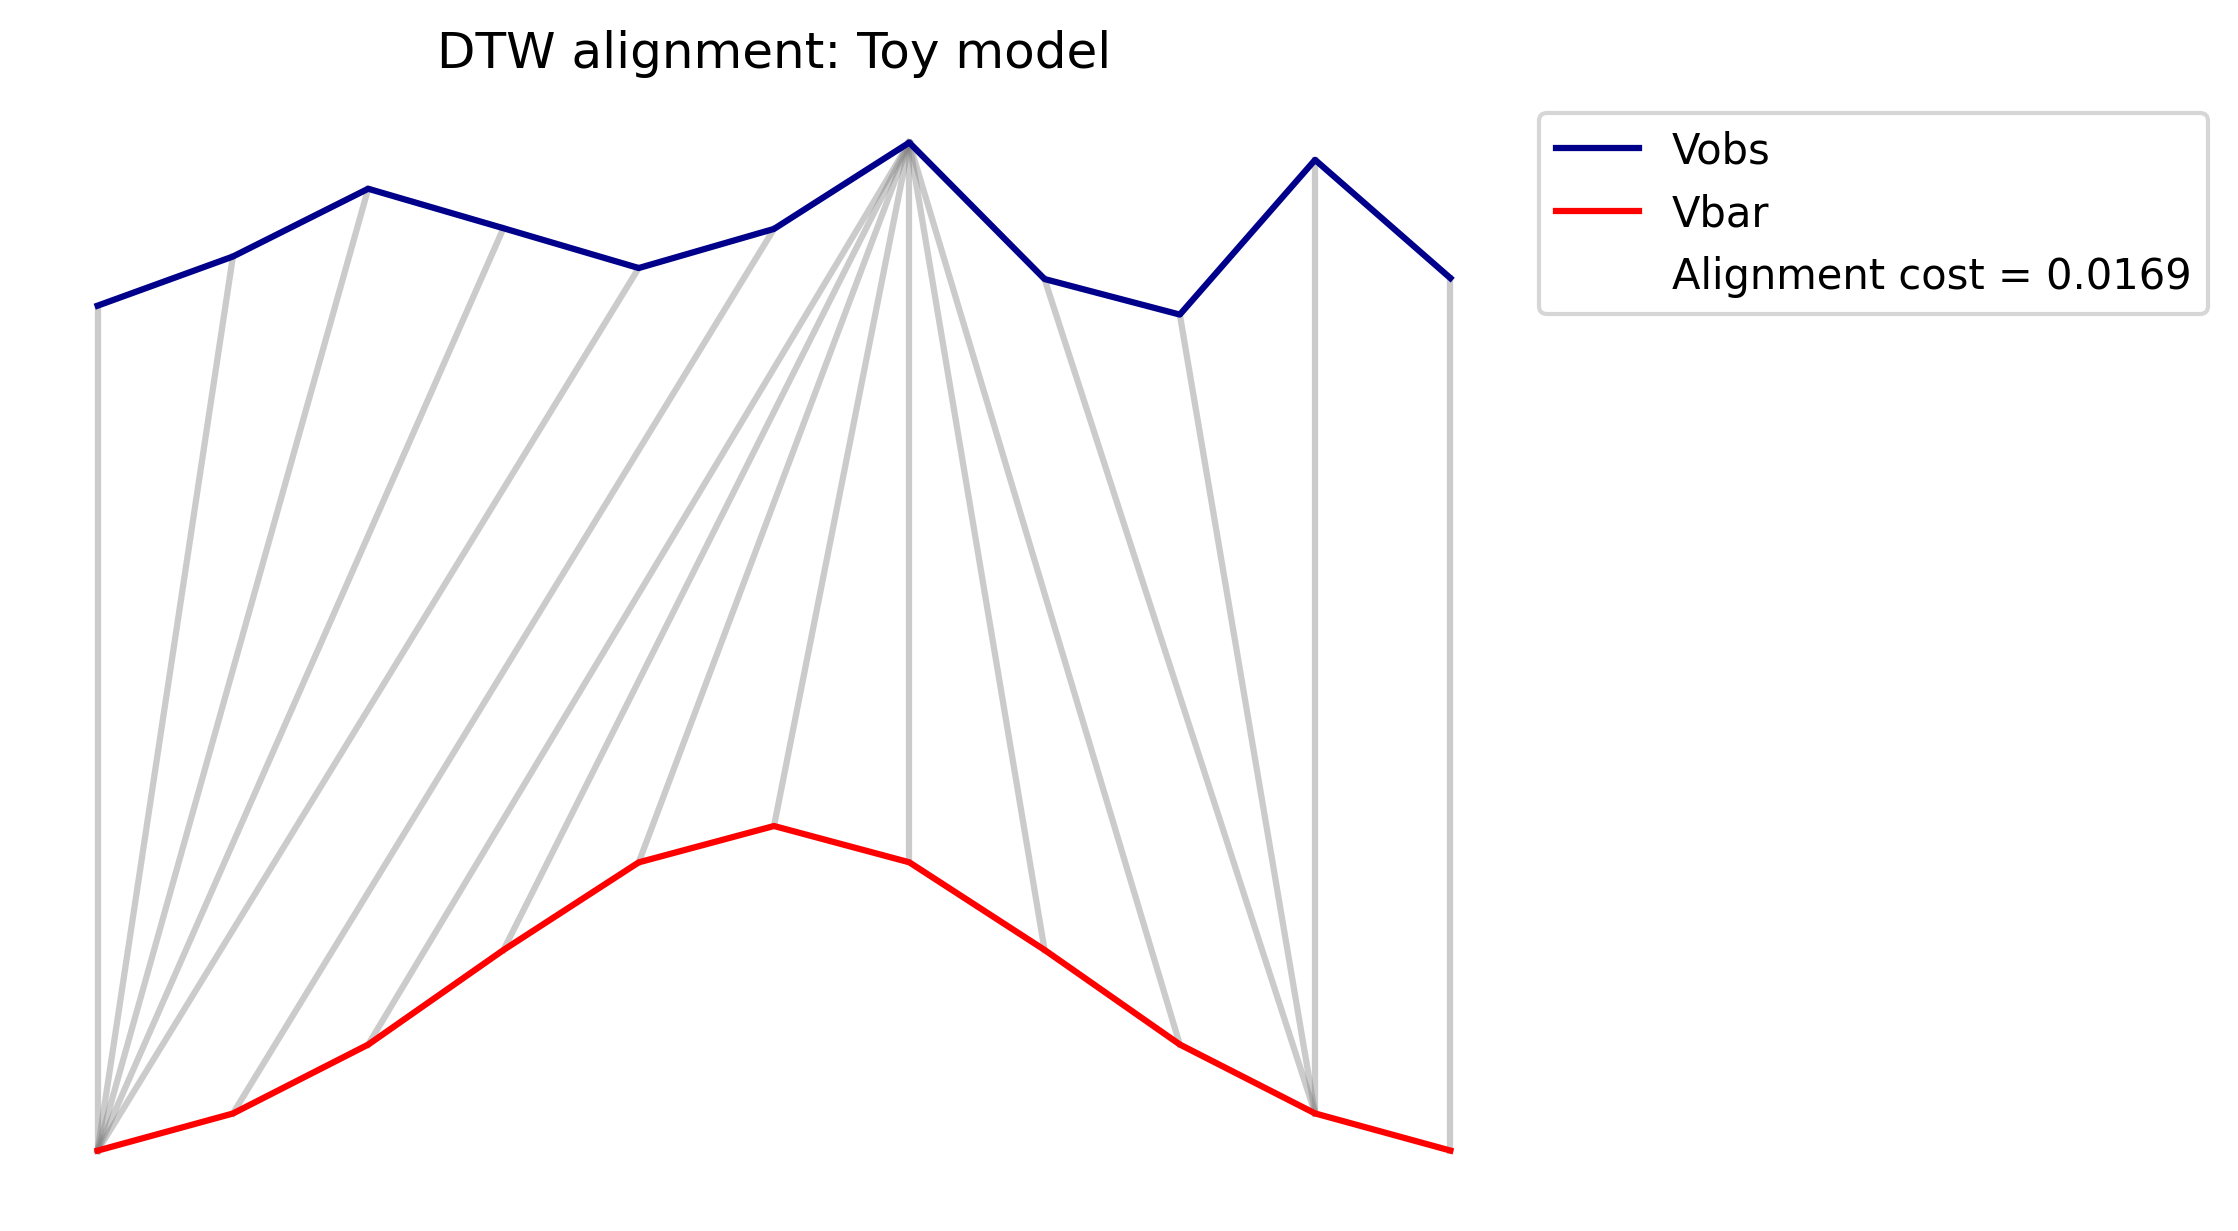 DTW alignment: Toy model
Vobs
Vbar
Alignment cost = 0.0169